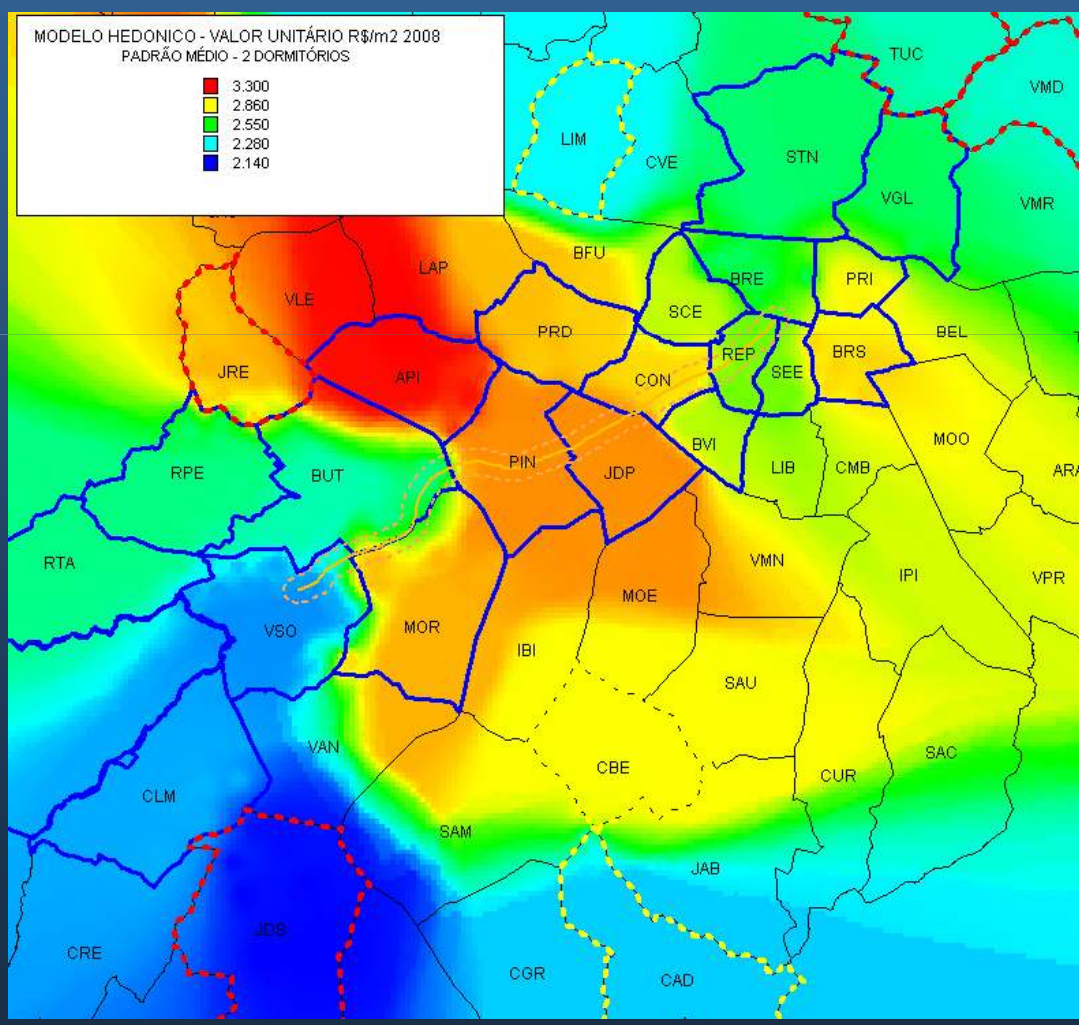 MODELO HEDONICO - VALOR UNITÁRIO R$/m2 2008
PADRÃO MÉDIO - 2 DORMITÓRIOS
3.300
2.860
2.550
2.280
2.140
TUC
VMD
LIM
CVE
STN
VGL
VMR
BFU
LAP
BRE
PRI
VLE
SCE
PRD
BEL
JRE
API
CON
REP
SEE
BRS
RPE
BUT
PIN
JDP
BVI
LIB
CMB
MOO
ARA
RTA
VMN
IPI
VPR
MOE
VSO
MOR
IBI
SAU
VAN
CBE
CUR
SAC
CLM
SAM
JAB
JDS
CRE
CGR
CAD